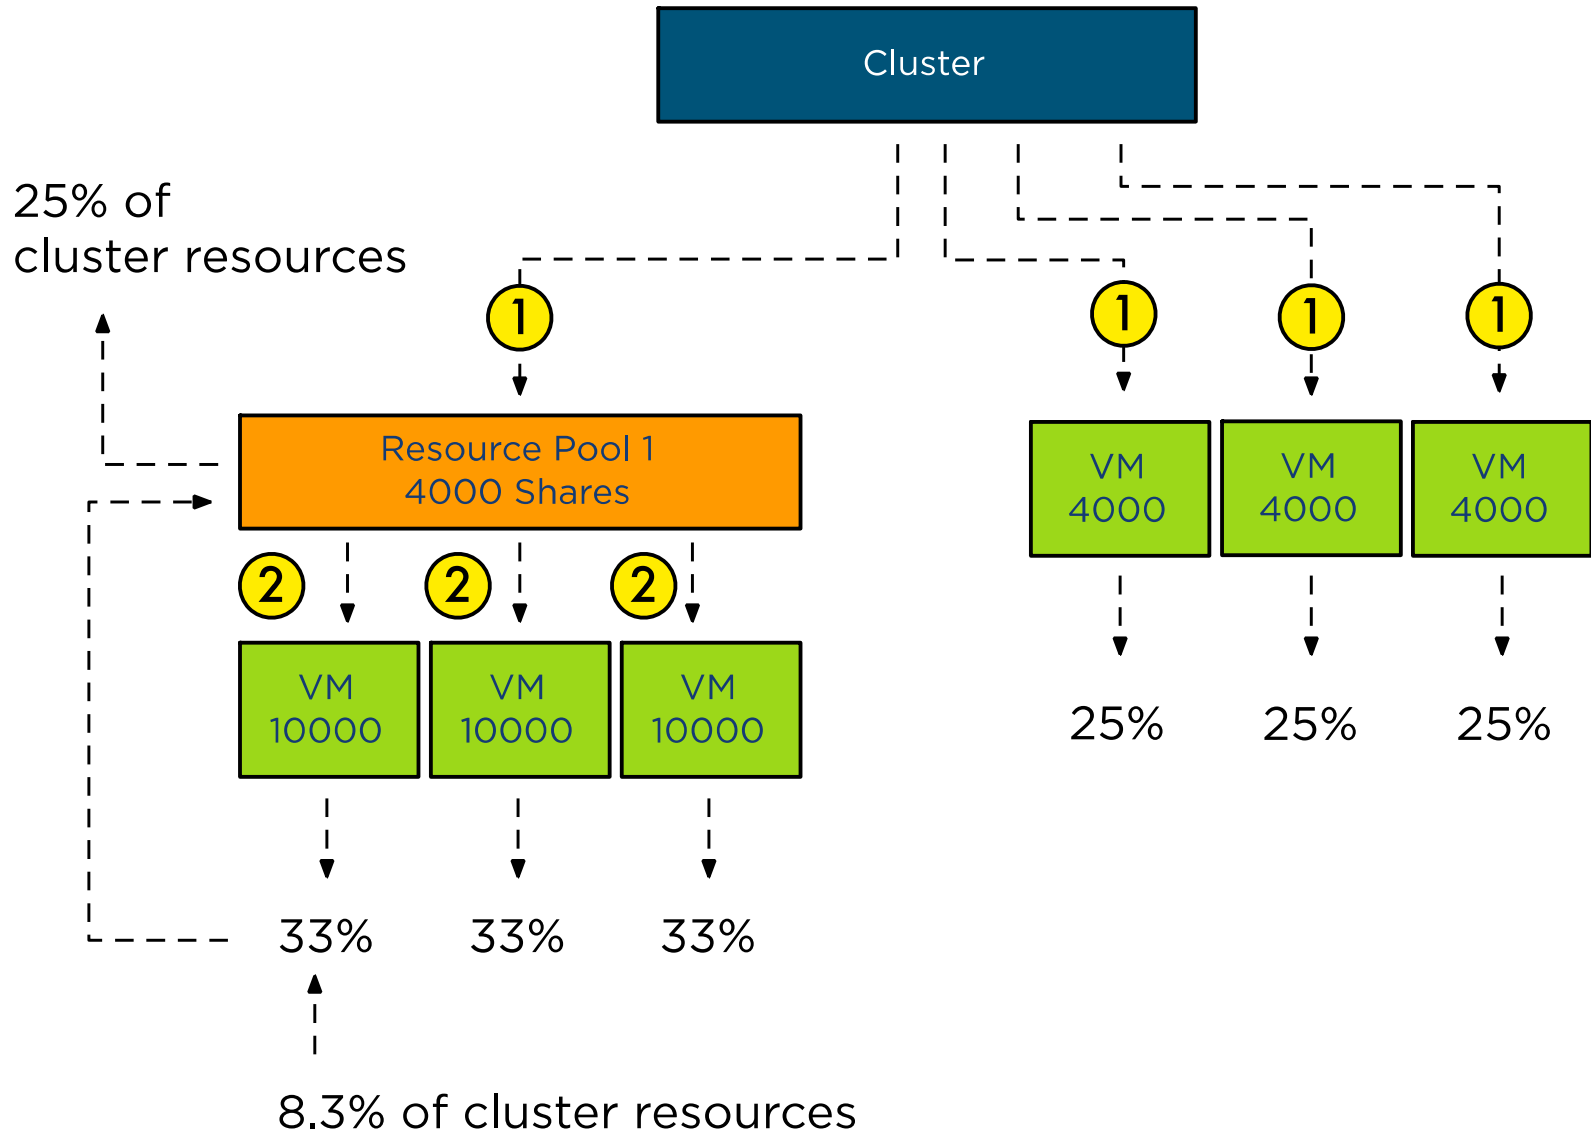 Cluster
25% of
cluster resources
1
1
1
1
Resource Pool 1
4000 Shares
VM
4000
VM
4000
VM
4000
2
2
2
VM
10000
VM
10000
VM
10000
25%
25%
25%
33%
33%
33%
8,3% of cluster resources